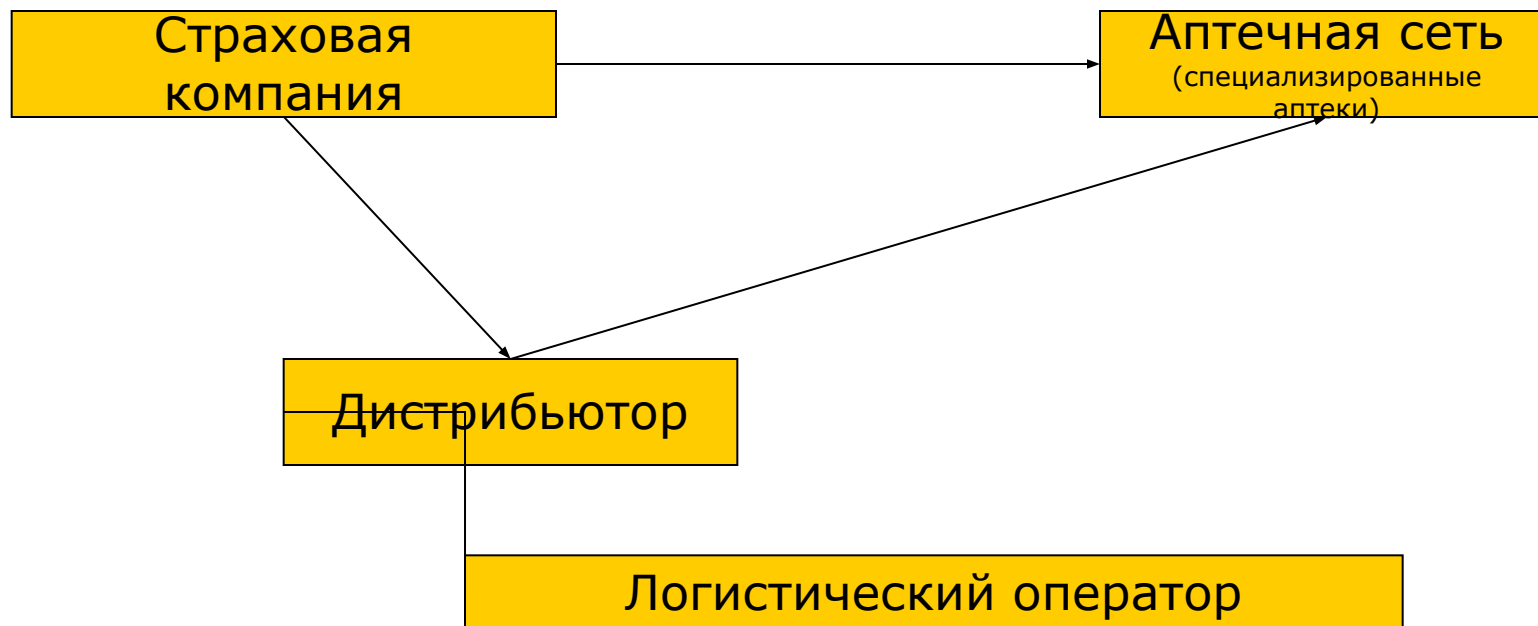 Страховая
компания
Аптечная сеть
(специализированные
аптеки)
Дистрибьютор
Логистический оператор